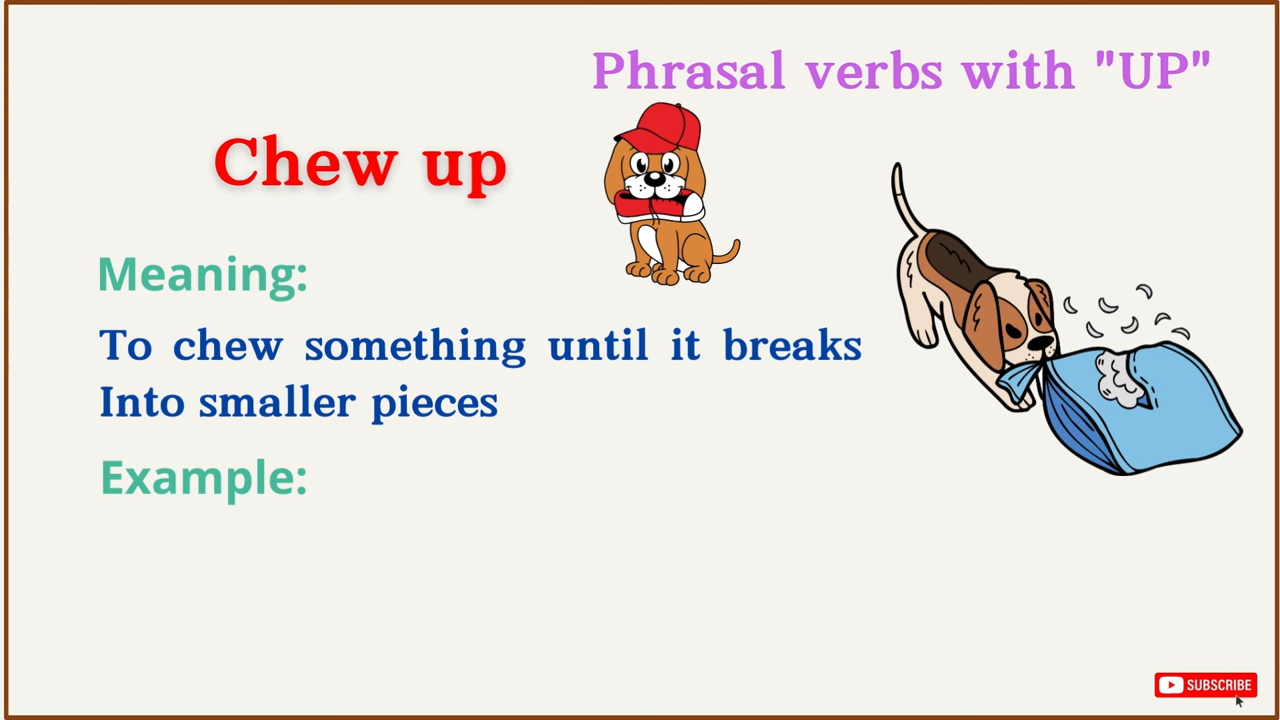 Phrasal verbs with "UP"
Chew up
Meaning:
To chew something until it breaks
Into smaller pieces
Example:
SUBSCRIBE